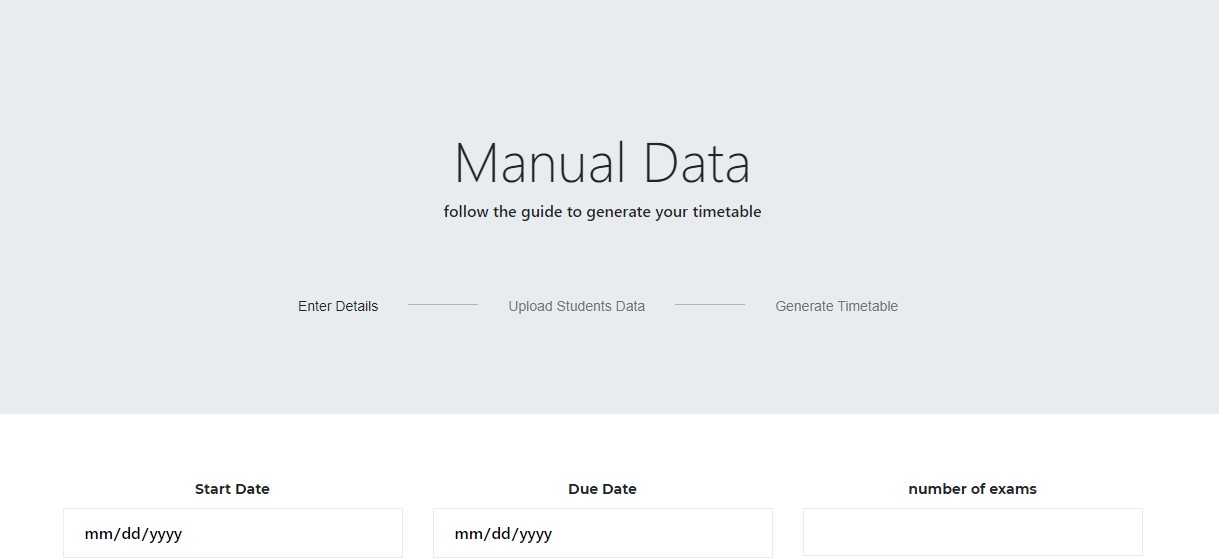 Manual Data
follow the guide to generate your timetable
Enter Details Upload Students Data Generate Timetable
Start Date Due Date number of exams
mm/dd/yyyy mm/dd/yyyy